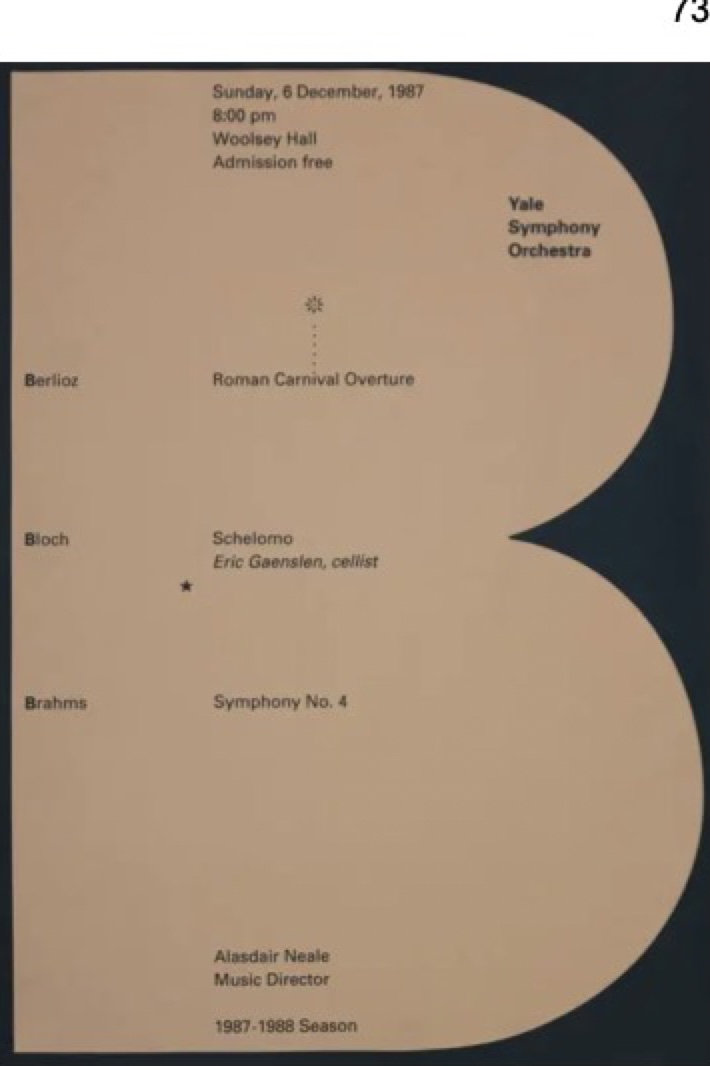 73
Sunday, 6 December, 1987
8:00 pm
Woolsey Hall
Admission free
Yale
Symphony
Orchestra
Berlioz
Roman Carnival Overture
Bloch
Schelomo
Eric Gaenslen, cellist
Brahms
Symphony No. 4
Alasdair Neale
Music Director
1987-1988 Season